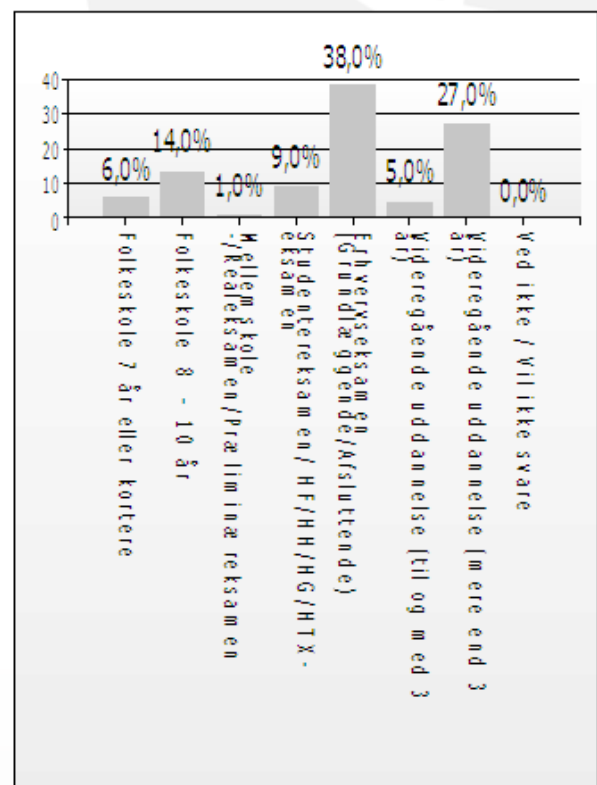 38,0%
40
27,0%
30
14,0%
20
9,0%
6,0%
5,0%
10
1,0%
0,0%
0
Folkeskole 7 år eller kortere
Folkeskole 8 - 10 år
Mellemskole
-/Realeksamen/Præliminæreksamen
Studentereksamen/HF/HH/HG/HTX-
eksamen
Erhvervseksamen
(Grundlæggende/Afsluttende)
Videregående uddannelse (til og med 3
år)
Videregående uddannelse (mere end 3
år)
Ved ikke / Vil ikke svare